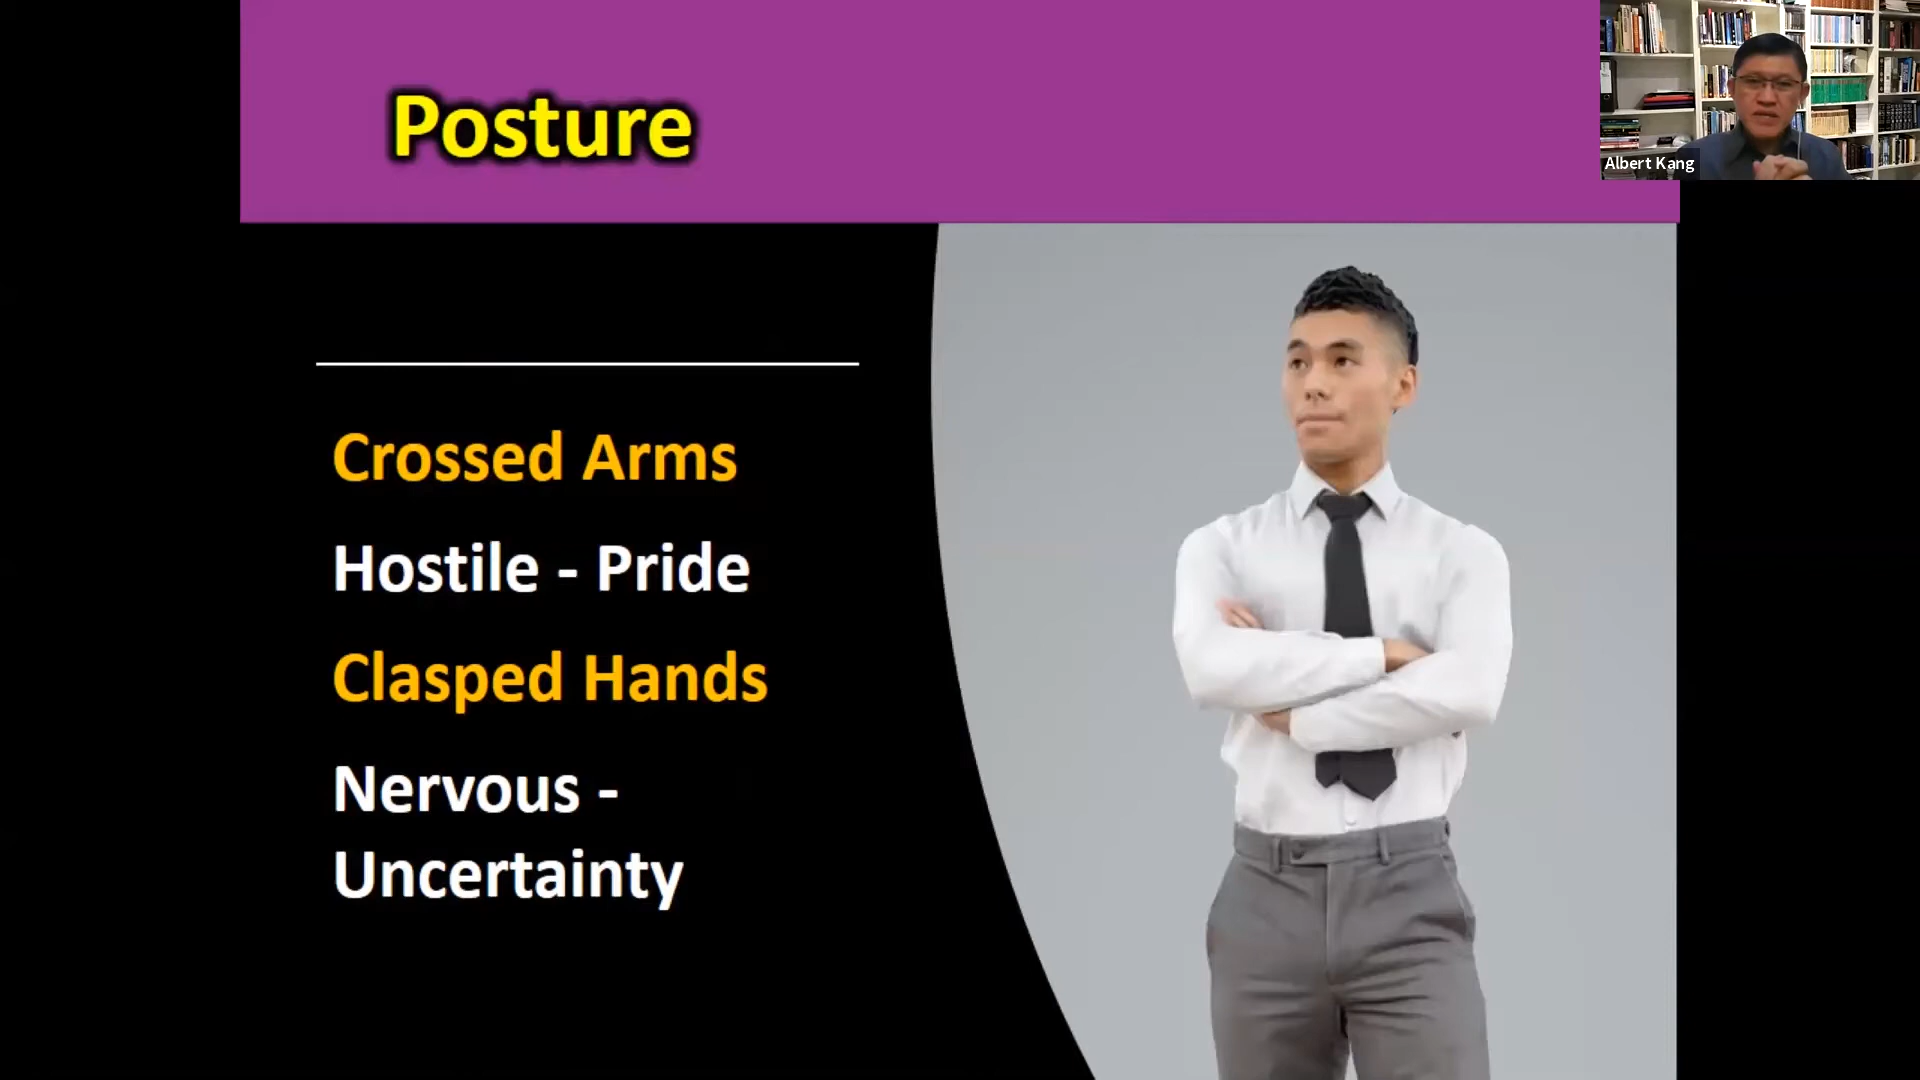 Posture
Albert Kang
Crossed Arms
Hostile - Pride
Clasped Hands
Nervous -
Uncertainty